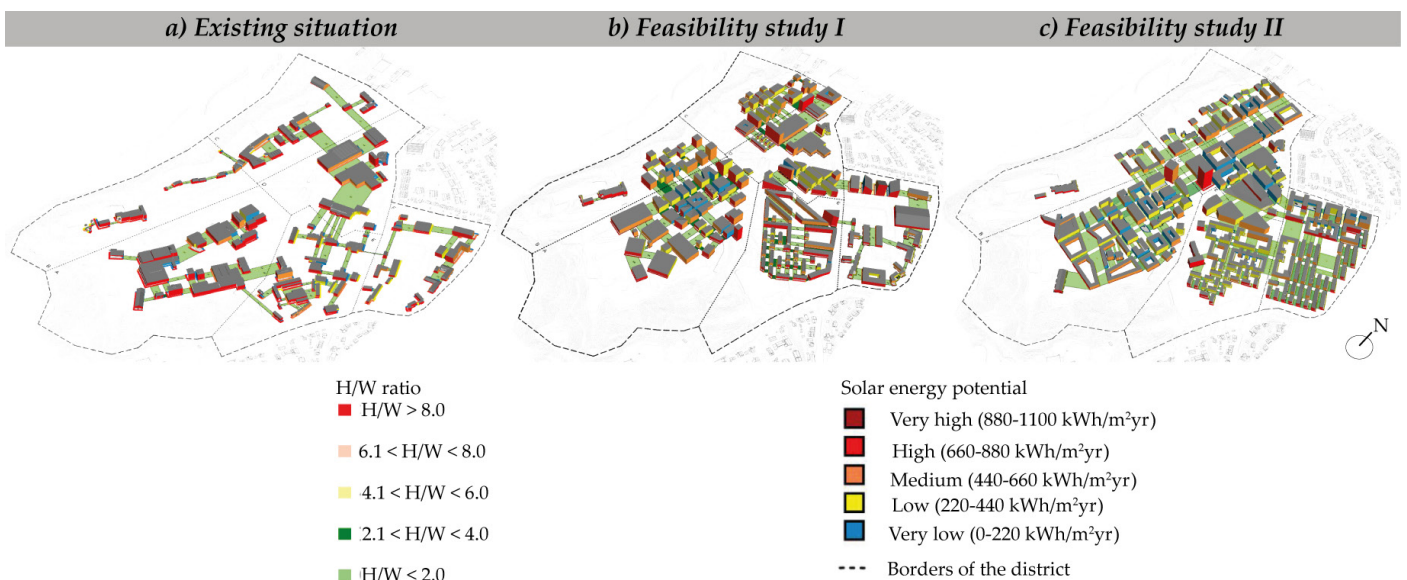 a) Existing situation
b) Feasibility study I
c) Feasibility study II
N
H/W ratio
H/W > 8.0
6.1 < H/W < 8.0
4.1 < H/W < 6.0
2.1 < H/W < 4.0
H/W < 2.0
Solar energy potential
Very high (880-1100 kWh/m²yr)
High (660-880 kWh/m²yr)
Medium (440-660 kWh/m²yr)
Low (220-440 kWh/m²yr)
Very low (0-220 kWh/m²yr)
Borders of the district